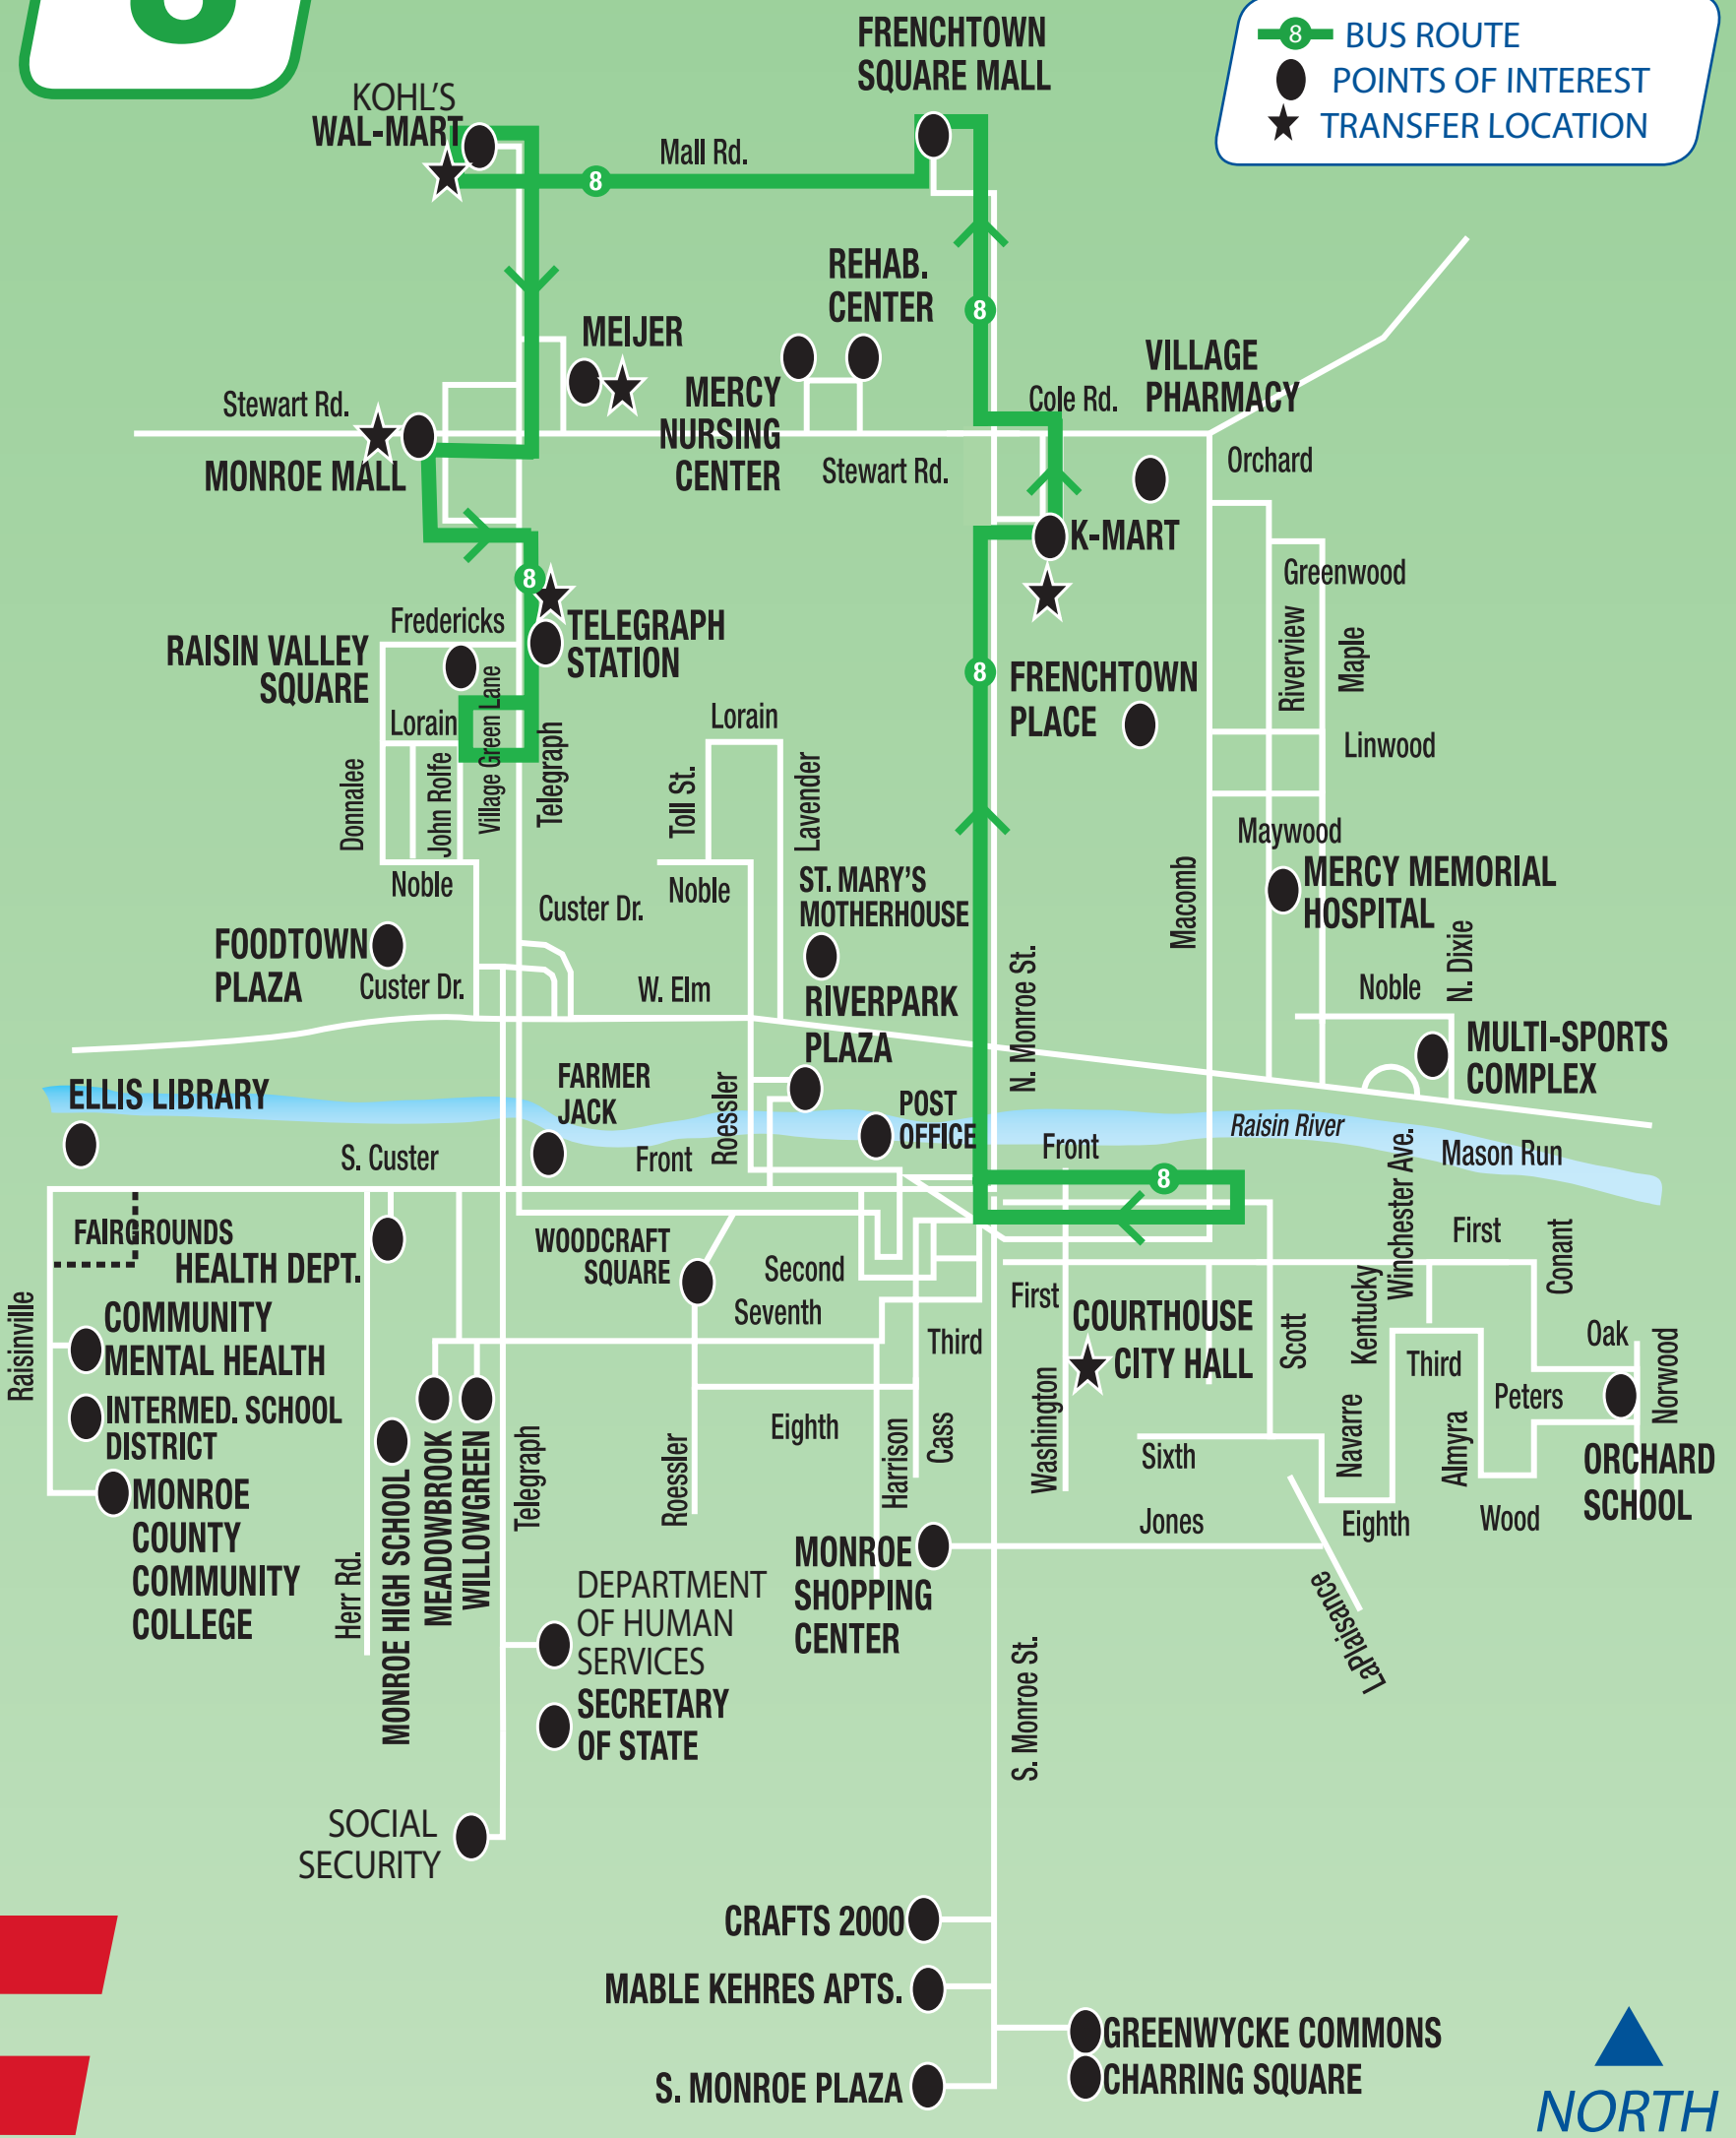 8
8 BUS ROUTE
POINTS OF INTEREST
TRANSFER LOCATION
FRENCHTOWN
SQUARE MALL
KOHL'S
WAL-MART
Mall Rd.
8
REHAB.
CENTER
8
MEIJER
VILLAGE
PHARMACY
MERCY
NURSING
CENTER
Stewart Rd.
Cole Rd.
MONROE MALL
Stewart Rd.
Orchard
K-MART
Greenwood
8
TELEGRAPH
STATION
Fredericks
RAISIN VALLEY
SQUARE
Riverview
Maple
8
FRENCHTOWN
PLACE
Lorain
Lorain
Linwood
Donnalee
John Rolfe
Village Green Lane
Telegraph
Toll St.
Lavender
Maywood
Noble
Noble
ST. MARY'S
MOTHERHOUSE
Macomb
MERCY MEMORIAL
HOSPITAL
Custer Dr.
FOODTOWN
PLAZA
Custer Dr.
W. Elm
RIVERPARK
PLAZA
N. Monroe St.
Noble
N. Dixie
MULTI-SPORTS
COMPLEX
ELLIS LIBRARY
FARMER
JACK
Roessler
POST
OFFICE
Raisin River
Mason Run
S. Custer
Front
Front
8
Winchester Ave.
FAIRGROUNDS
HEALTH DEPT.
WOODCRAFT
SQUARE
Second
Seventh
First
First
Conant
Raisinville
COMMUNITY
MENTAL HEALTH
INTERMED. SCHOOL
DISTRICT
MONROE
COUNTY
COMMUNITY
COLLEGE
Third
COURTHOUSE
CITY HALL
Scott
Kentucky
Third
Oak
Norwood
Peters
Herr Rd.
MONROE HIGH SCHOOL
MEADOWBROOK
WILLOWGREEN
Telegraph
Roessler
Eighth
Harrison
Cass
Washington
Sixth
Navarre
Almyra
ORCHARD
SCHOOL
Jones
Eighth
Wood
MONROE
SHOPPING
CENTER
LaPlaisance
DEPARTMENT
OF HUMAN
SERVICES
SECRETARY
OF STATE
S. Monroe St.
SOCIAL
SECURITY
CRAFTS 2000
MABLE KEHRES APTS.
GREENWYCKE COMMONS
CHARRING SQUARE
S. MONROE PLAZA
NORTH